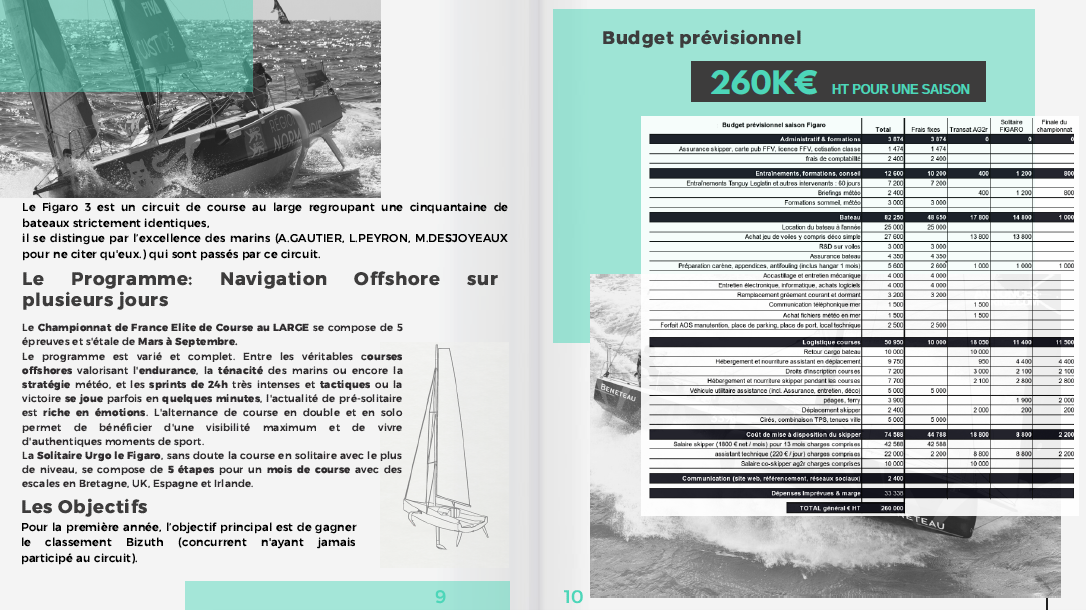 Le Figaro 3 est un circuit de course au large regroupant une cinquantaine de
bateaux strictement identiques,
il se distingue par l'excellence des marins (A.GAUTIER, L.PEYRON, M.DESJOYEAUX
pour ne citer qu'eux.) qui sont passés par ce circuit.
Le Programme: Navigation Offshore sur
plusieurs jours
Le Championnat de France Elite de Course au LARGE se compose de 5
épreuves et s'étale de Mars à Septembre.
Le programme est varié et complet. Entre les véritables courses
offshores valorisant l'endurance, la ténacité des marins ou encore la
stratégie météo, et les sprints de 24h très intenses et tactiques ou la
victoire se joue parfois en quelques minutes, l'actualité de pré-solitaire
est riche en émotions. L'alternance de course en double et en solo
permet de bénéficier d'une visibilité maximum et de vivre
d'authentiques moments de sport.
La Solitaire Urgo le Figaro, sans doute la course en solitaire avec le plus
de niveau, se compose de 5 étapes pour un mois de course avec des
escales en Bretagne, UK, Espagne et Irlande.
Les Objectifs
Pour la première année, l'objectif principal est de gagner
le classement Bizuth (concurrent n'ayant jamais
participé au circuit).
9
Budget prévisionnel
260K€ HT POUR UNE SAISON
Budget prévisionnel saison Figaro Total Frais fixes Transat AG2r Solitaire FIGARO Finale du championnat
Administratif & formations 3 874 3 874 0 0 0
Assurance skipper, carte pub FFV, licence FFV, cotisation classe 1 474 1 474
frais de comptabilité 2 400 2 400
Entraînements, formations, conseil 12 600 10 200 400 1 200 800
Entraînements Tanguy Leglatin et autres intervenants : 60 jours 7 200 7 200
Briefings météo 2 400 400 1 200 800
Formations sommeil, météo 3 000 3 000
Bateau 82 250 48 650 17 800 14 800 1 000
Location du bateau à l'année 25 000 25 000
Achat jeu de voiles y compris déco simple 27 600 13 800 13 800
R&D sur voiles 3 000 3 000
Assurance bateau 4 350 4 350
Préparation carène, appendices, antifouling (inclus hangar 1 mois) 5 600 2 600 1 000 1 000 1 000
Accastillage et entretien mécanique 4 000 4 000
Entretien électronique, informatique, achats logiciels 4 000 4 000
Remplacement gréement courant et dormant 3 200 3 200
Communication téléphonique mer 1 500 1 500
Achat fichiers météo en mer 1 500 1 500
Forfait AOS manutention, place de parking, place de port, local technique 2 500 2 500
Logistique courses 50 950 10 000 18 050 11 400 11 500
Retour cargo bateau 10 000 10 000
Hébergement et nourriture assistant en déplacement 9 750 950 4 400 4 400
Droits d'inscription courses 7 200 3 000 2 100 2 100
Hébergement et nourriture skipper pendant les courses 7 700 2 100 2 800 2 800
Véhicule utilitaire assistance (incl. Assurance, entretien, déco) 5 000 5 000
péages, ferry 3 900 1 900 2 000
Déplacement skipper 2 400 2 000 200 200
Cirés, combinaison TPS, tenues ville 5 000 5 000
Coût de mise à disposition du skipper 74 588 44 788 18 800 8 800 2 200
Salaire skipper (1800 € net / mois) pour 13 mois charges comprises 42 588 42 588
assistant technique (220 € / jour) charges comprises 22 000 2 200 8 800 8 800 2 200
Salaire co-skipper ag2r charges comprises 10 000 10 000
Communication (site web, référencement, réseaux sociaux) 2 400
Dépenses Imprévues & marge 33 338
TOTAL général € HT 260 000
BENETEAU
10